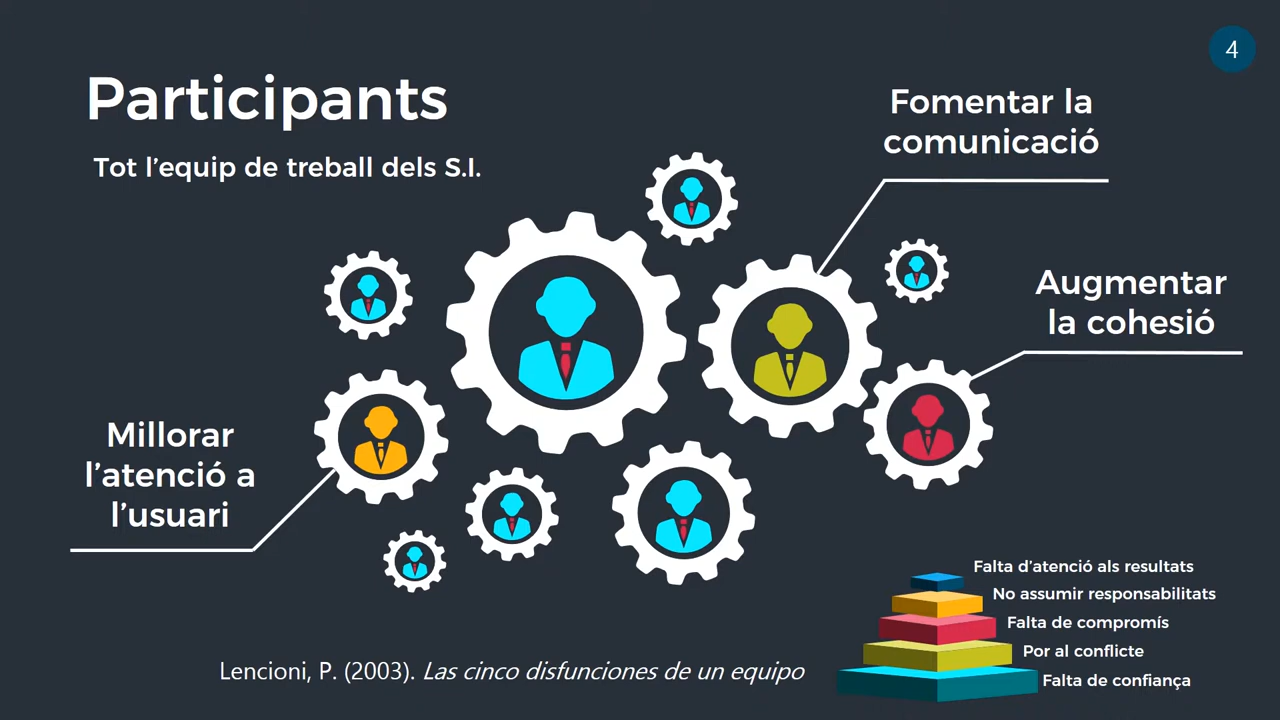 4
Participants
Tot l’equip de treball dels S.I.
Fomentar la
comunicació
Augmentar
la cohesió
Millorar
l’atenció a
l’usuari
Falta d’atenció als resultats
No assumir responsabilitats
Falta de compromís
Por al conflicte
Falta de confiança
Lencioni, P. (2003). Las cinco disfunciones de un equipo